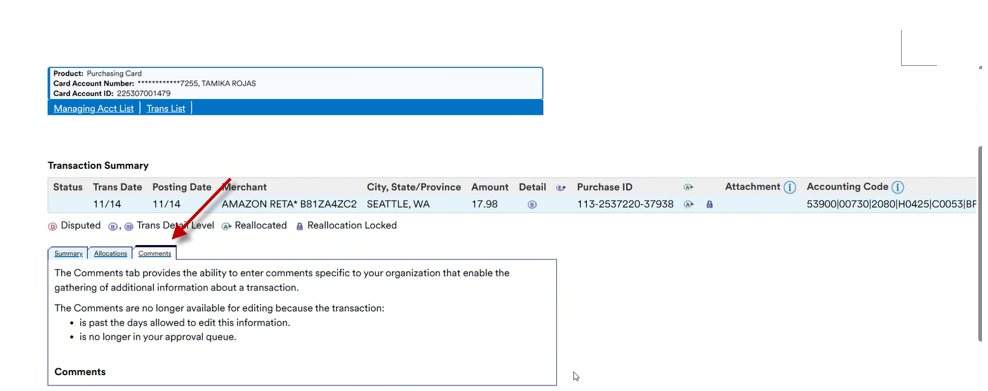 Product: Purchasing Card
Card Account Number: ************7255, TAMIKA ROJAS
Card Account ID: 225307001479
Managing Acct List | Trans List |
Transaction Summary
Status Trans Date Posting Date Merchant City, State/Province Amount Detail Purchase ID Attachment Accounting Code
11/14 11/14 AMAZON RETA* B81ZA4ZC2 SEATTLE, WA 17.98 113-2537220-37938 53900|00730|2080|H0425|C0053|BF
Disputed , Trans Detail Level Reallocated Reallocation Locked
Summary Allocations Comments
The Comments tab provides the ability to enter comments specific to your organization that enable the
gathering of additional information about a transaction.
The Comments are no longer available for editing because the transaction:
• is past the days allowed to edit this information.
• is no longer in your approval queue.
Comments